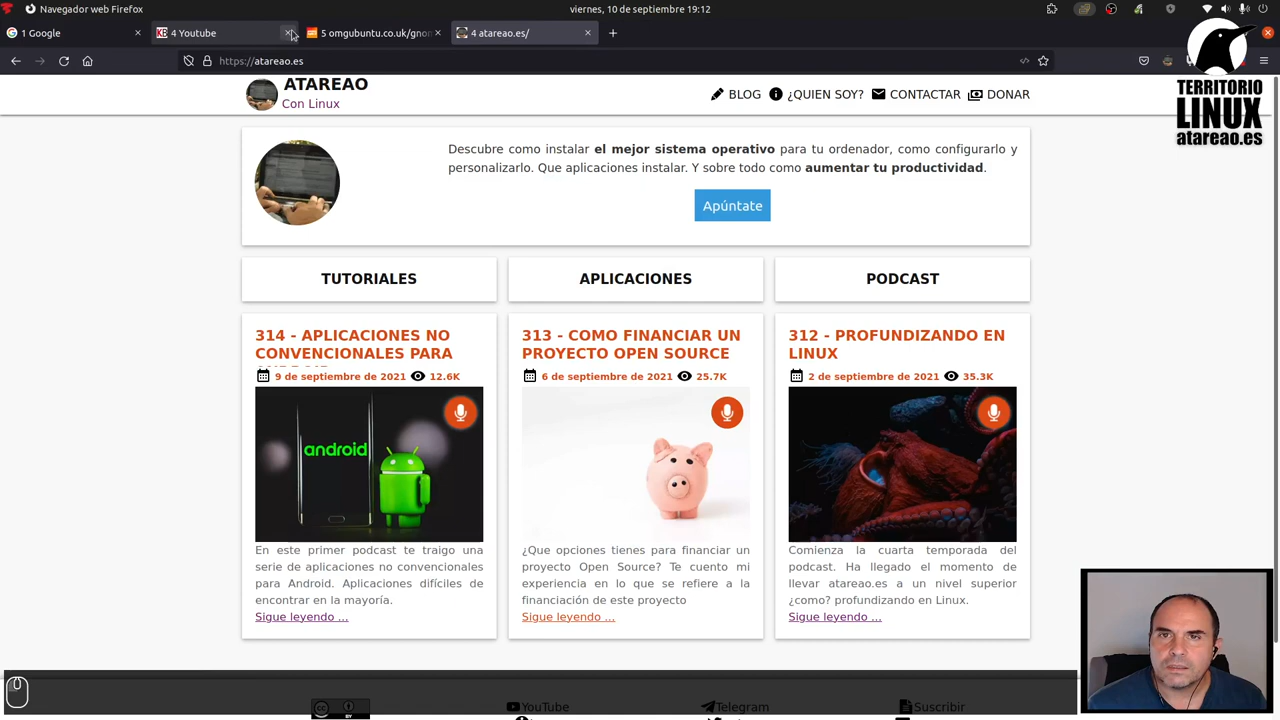 Navegador web Firefox
viernes, 10 de septiembre 19:12
1 Google
4 Youtube
5 omgubuntu.co.uk/gnon
4 atareao.es/
https://atareao.es
ATAREAO
Con Linux
BLOG
¿QUIEN SOY?
CONTACTAR
DONAR
TERRITORIO
LINUX
atareao.es
Descubre como instalar el mejor sistema operativo para tu ordenador, como configurarlo y
personalizarlo. Que aplicaciones instalar. Y sobre todo como aumentar tu productividad.
Apúntate
TUTORIALES
APLICACIONES
PODCAST
314 - APLICACIONES NO
CONVENCIONALES PARA
9 de septiembre de 2021 12.6K
android
En este primer podcast te traigo una
serie de aplicaciones no convencionales
para Android. Aplicaciones difíciles de
encontrar en la mayoría.
Sigue leyendo ...
313 - COMO FINANCIAR UN
PROYECTO OPEN SOURCE
6 de septiembre de 2021 25.7K
¿Que opciones tienes para financiar un
proyecto Open Source? Te cuento mi
experiencia en lo que se refiere a la
financiación de este proyecto
Sigue leyendo ...
312 - PROFUNDIZANDO EN
LINUX
2 de septiembre de 2021 35.3K
Comienza la cuarta temporada del
podcast. Ha llegado el momento de
llevar atareao.es a un nivel superior
¿como? profundizando en Linux.
Sigue leyendo ...
BY
YouTube
Telegram
Suscribir